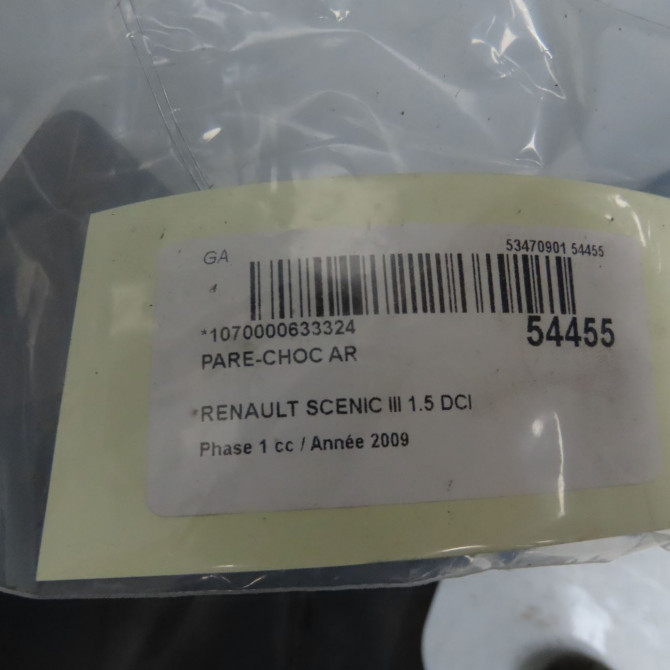 GA
53470901 54455
*1070000633324
54455
PARE-CHOC AR
RENAULT SCENIC III 1.5 DCI
Phase 1 cc / Année 2009